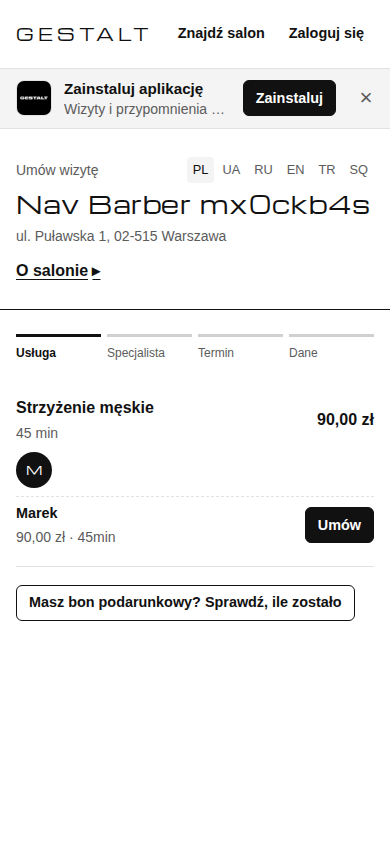 GESTALT Znajdź salon Zaloguj się
GESTALT
Zainstaluj aplikację
Wizyty i przypomnienia …
Zainstaluj ×
Umów wizytę PL UA RU EN TR SQ
Nav Barber mx0ckb4s
ul. Puławska 1, 02-515 Warszawa
O salonie ▸
Usługa Specjalista Termin Dane
Strzyżenie męskie
45 min
90,00 zł
M
Marek
90,00 zł · 45min
Umów
Masz bon podarunkowy? Sprawdź, ile zostało